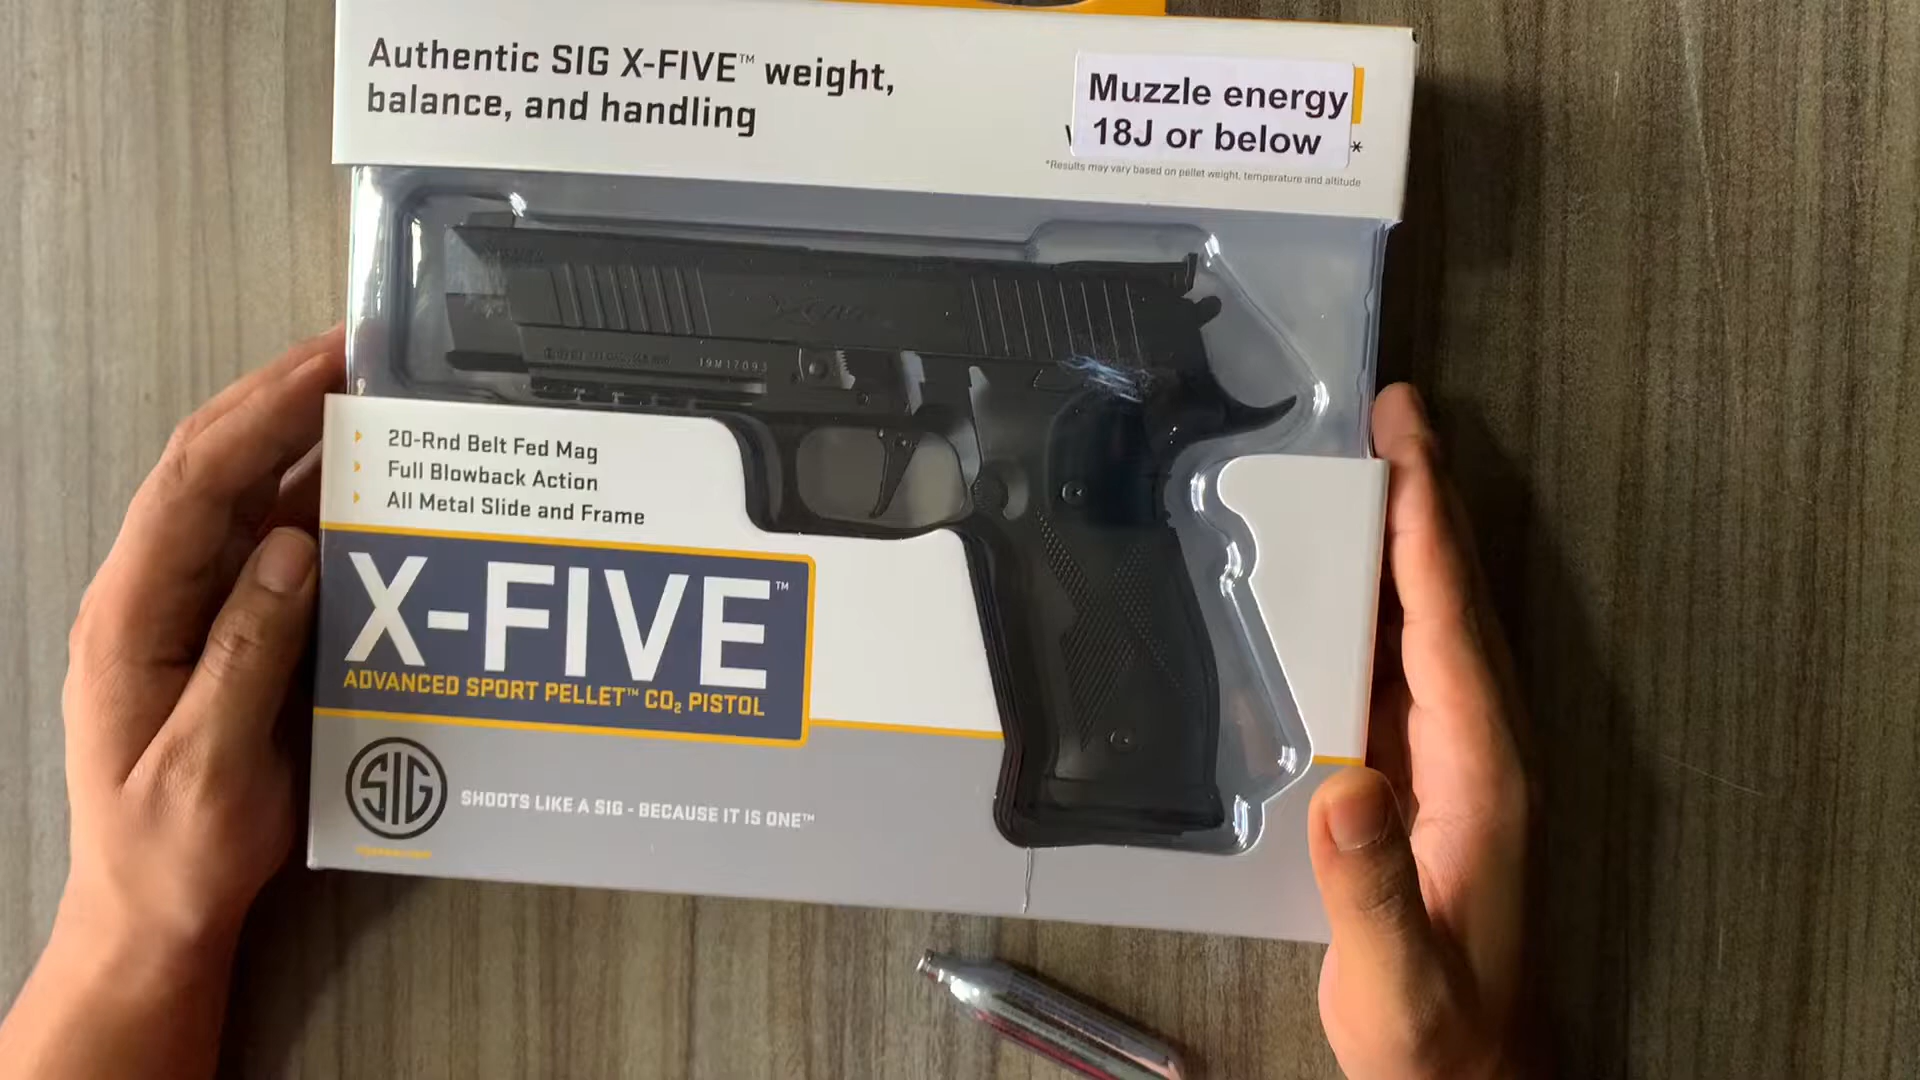 Authentic SIG X-FIVE™ weight,
balance, and handling
Muzzle energy
18J or below
*
*Results may vary based on pellet weight, temperature and altitude
19M17093
20-Rnd Belt Fed Mag
Full Blowback Action
All Metal Slide and Frame
X-FIVE™
ADVANCED SPORT PELLET™ CO₂ PISTOL
SIG
SHOOTS LIKE A SIG - BECAUSE IT IS ONE™